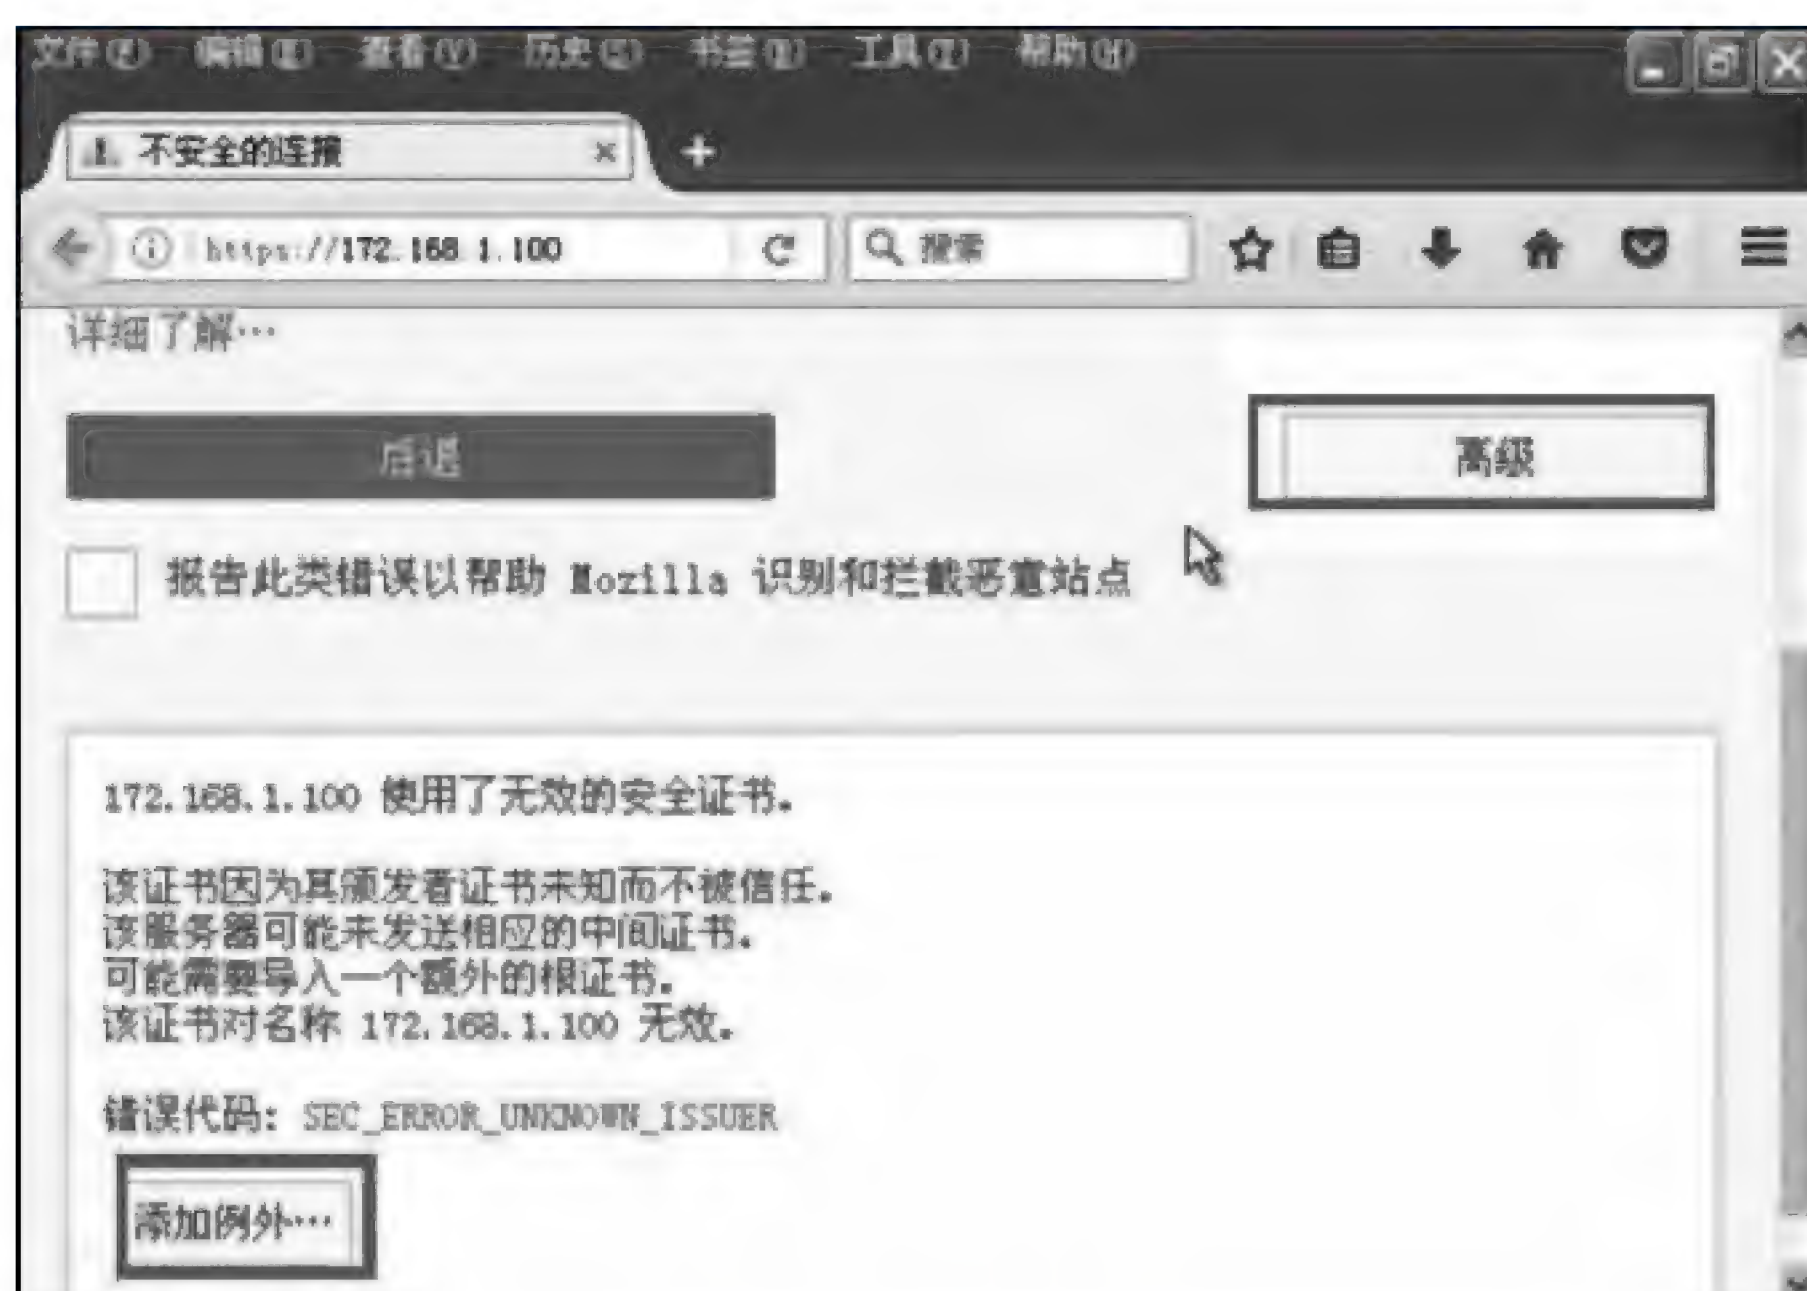 文件(F) 编辑(E) 查看(V) 历史(S) 书签(B) 工具(T) 帮助(H)
不安全的连接
https://172.168.1.100
搜索
详细了解…
后退
高级
报告此类错误以帮助 Mozilla 识别和拦截恶意站点
172.168.1.100 使用了无效的安全证书。
该证书因为其颁发者证书未知而不被信任。
该服务器可能未发送相应的中间证书。
可能需要导入一个额外的根证书。
该证书对名称 172.168.1.100 无效。
错误代码: SEC_ERROR_UNKNOWN_ISSUER
添加例外…